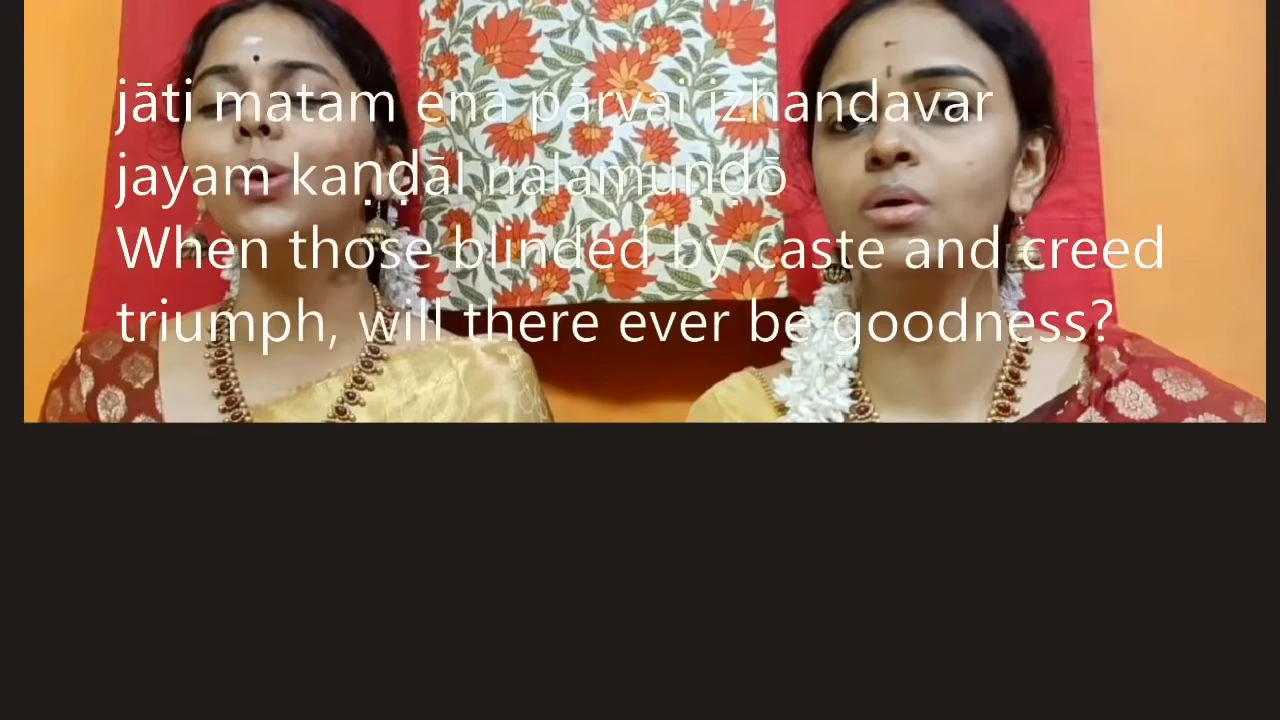 jāti matam ena pārvai izhandavar
jayam kaṇḍāl nalamuṇḍō
When those blinded by caste and creed
triumph, will there ever be goodness?